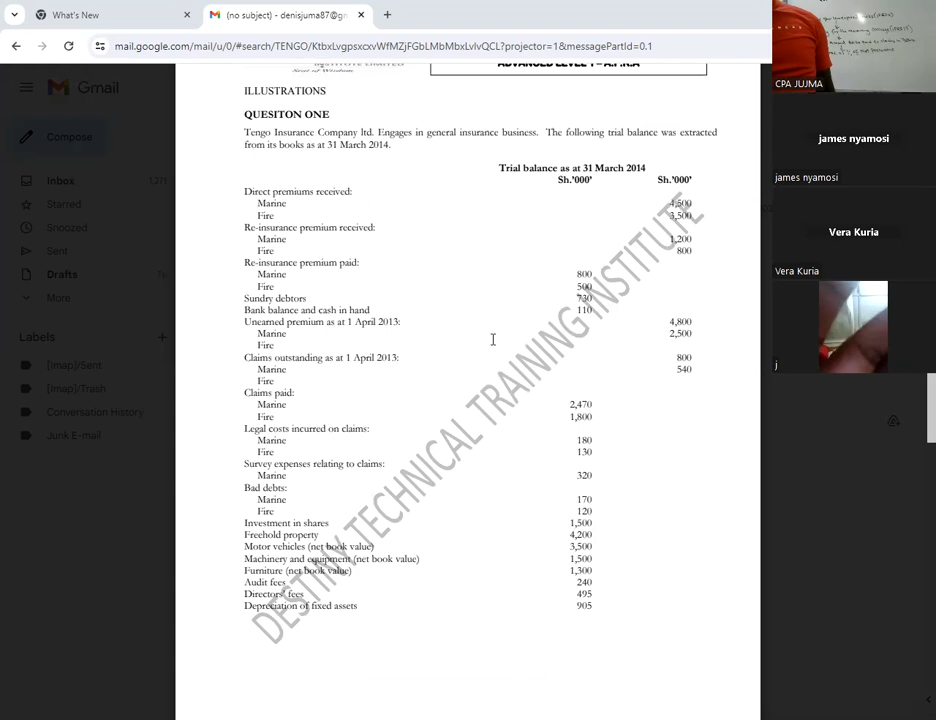 What's New
(no subject) - denisjuma87@gm
mail.google.com/mail/u/0/#search/TENGO/KtbxLvgpsxcxvWfMZjFGbLMbMbxLvlvQCL?projector=1&messagePartId=0.1
Gmail
Compose
Inbox
Starred
Snoozed
Sent
Drafts
More
Labels
[Imap]/Sent
[Imap]/Trash
Conversation History
Junk E-mail
Seat of Wisdom
ILLUSTRATIONS
QUESITON ONE
Tengo Insurance Company ltd. Engages in general insurance business. The following trial balance was extracted
from its books as at 31 March 2014.
Trial balance as at 31 March 2014
Sh.'000' Sh.'000'
Direct premiums received:
Marine 4,500
Fire 3,500
Re-insurance premium received:
Marine 1,200
Fire 800
Re-insurance premium paid:
Marine 800
Fire 500
Sundry debtors 730
Bank balance and cash in hand 110
Unearned premium as at 1 April 2013: 4,800
Marine 2,500
Fire
Claims outstanding as at 1 April 2013: 800
Marine 540
Fire
Claims paid:
Marine 2,470
Fire 1,800
Legal costs incurred on claims:
Marine 180
Fire 130
Survey expenses relating to claims:
Marine 320
Bad debts:
Marine 170
Fire 120
Investment in shares 1,500
Freehold property 4,200
Motor vehicles (net book value) 3,500
Machinery and equipment (net book value) 1,500
Furniture (net book value) 1,300
Audit fees 240
Directors' fees 495
Depreciation of fixed assets 905
DESTINY TECHNICAL TRAINING INSTITUTE
CPA JUJMA
james nyamosi
james nyamosi
Vera Kuria
Vera Kuria
j